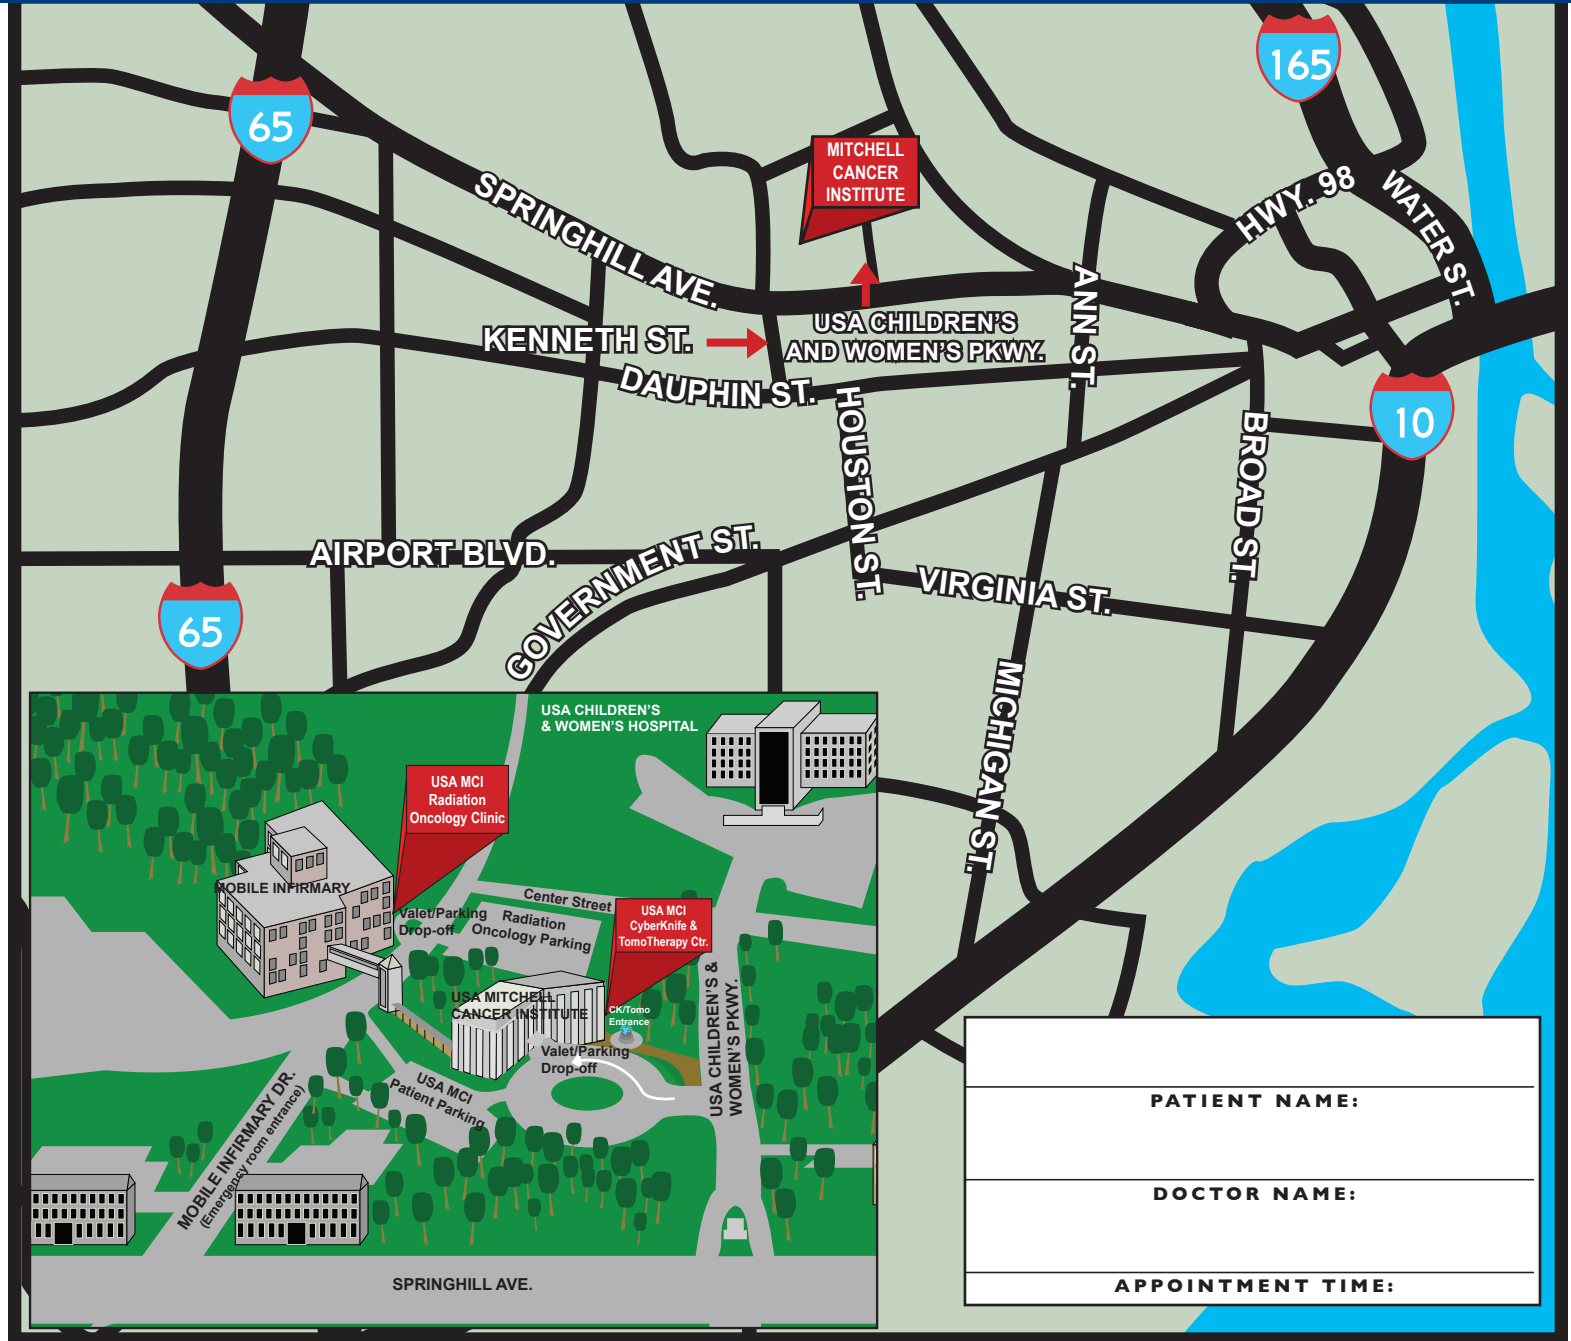 65
165
MITCHELL
CANCER
INSTITUTE
SPRINGHILL AVE.
HWY. 98
WATER ST.
ANN ST.
KENNETH ST.
USA CHILDREN'S
AND WOMEN'S PKWY.
DAUPHIN ST.
HOUSTON ST.
BROAD ST.
10
AIRPORT BLVD.
GOVERNMENT ST.
VIRGINIA ST.
65
MICHIGAN ST.
USA CHILDREN'S
& WOMEN'S HOSPITAL
USA MCI
Radiation
Oncology Clinic
MOBILE INFIRMARY
Valet/Parking
Drop-off
Center Street
Radiation
Oncology Parking
USA MCI
CyberKnife &
TomoTherapy Ctr.
USA MITCHELL
CANCER INSTITUTE
CK/Tomo
Entrance
Valet/Parking
Drop-off
USA CHILDREN'S &
WOMEN'S PKWY.
USA MCI
Patient Parking
MOBILE INFIRMARY DR.
(Emergency room entrance)
SPRINGHILL AVE.
PATIENT NAME:
DOCTOR NAME:
APPOINTMENT TIME: